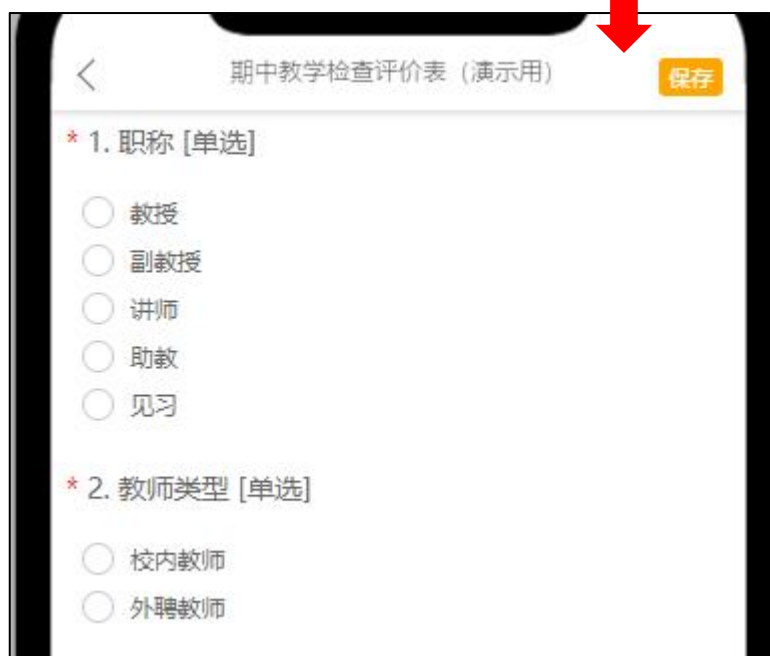 期中教学检查评价表（演示用）
保存
* 1. 职称 [单选]
教授
副教授
讲师
助教
见习
* 2. 教师类型 [单选]
校内教师
外聘教师